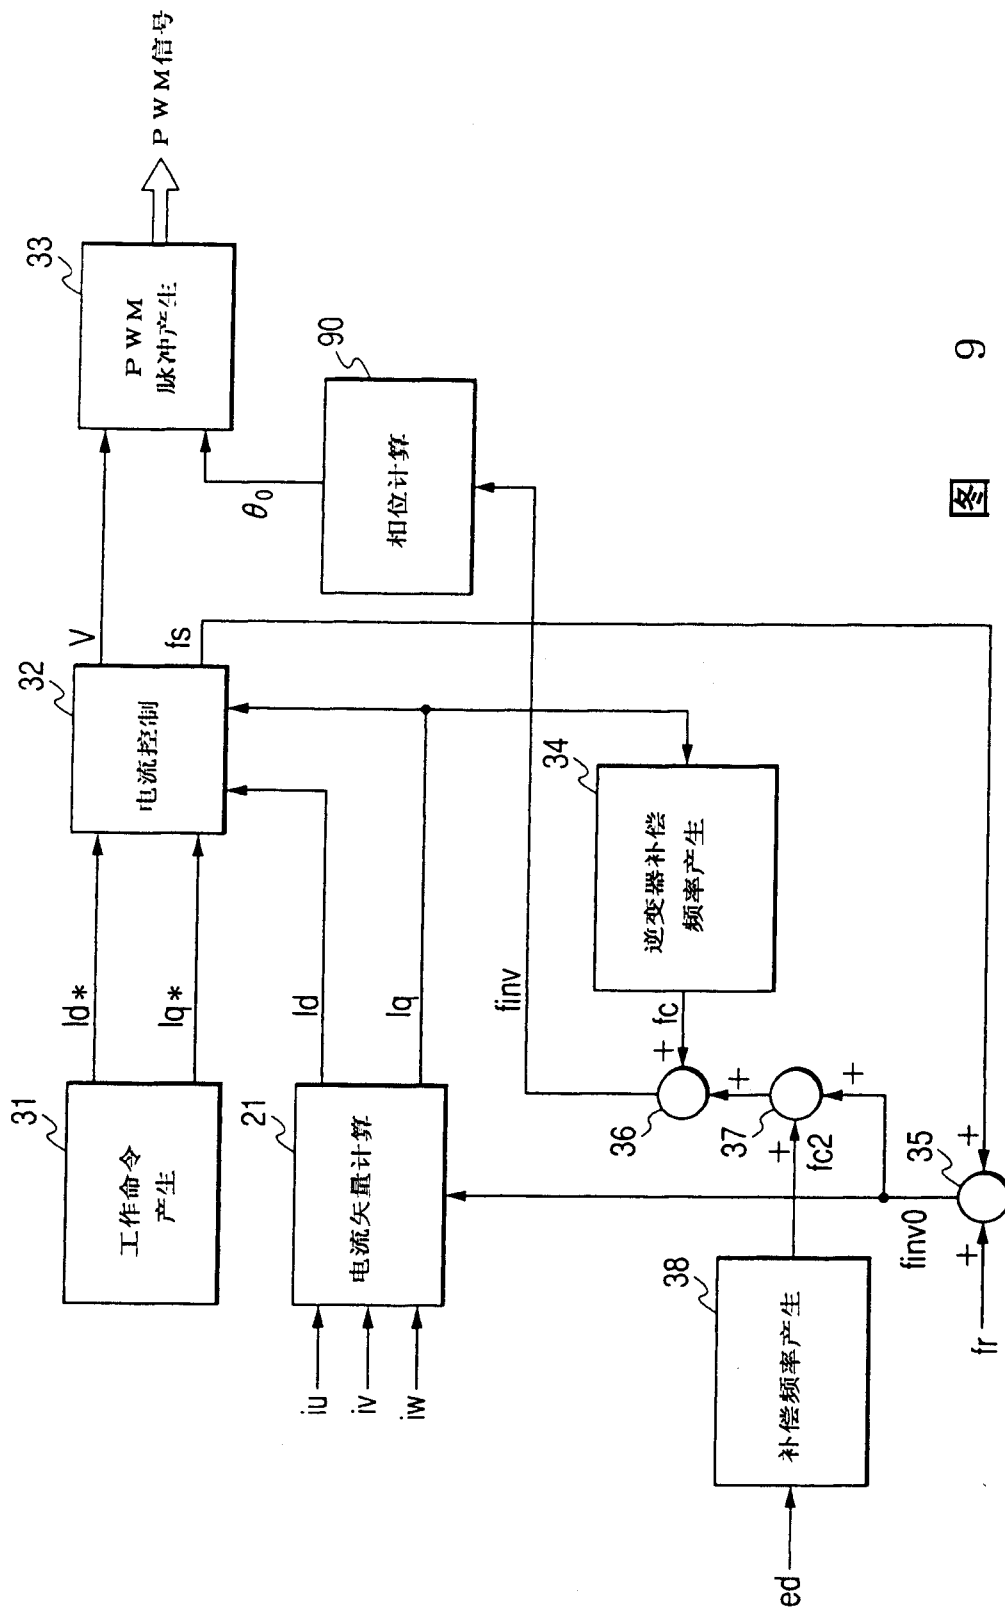 31
工作命令
产生
Id*
Iq*
32
电流控制
V
fs
33
PWM
脉冲产生
PWM信号
21
电流矢量计算
iu
iv
iw
Id
Iq
finv
θ0
90
相位计算
34
逆变器补偿
频率产生
fc
+
36
+
37
+
fc2
+
38
补偿频率产生
ed
finv0
35
+
+
fr
图 9